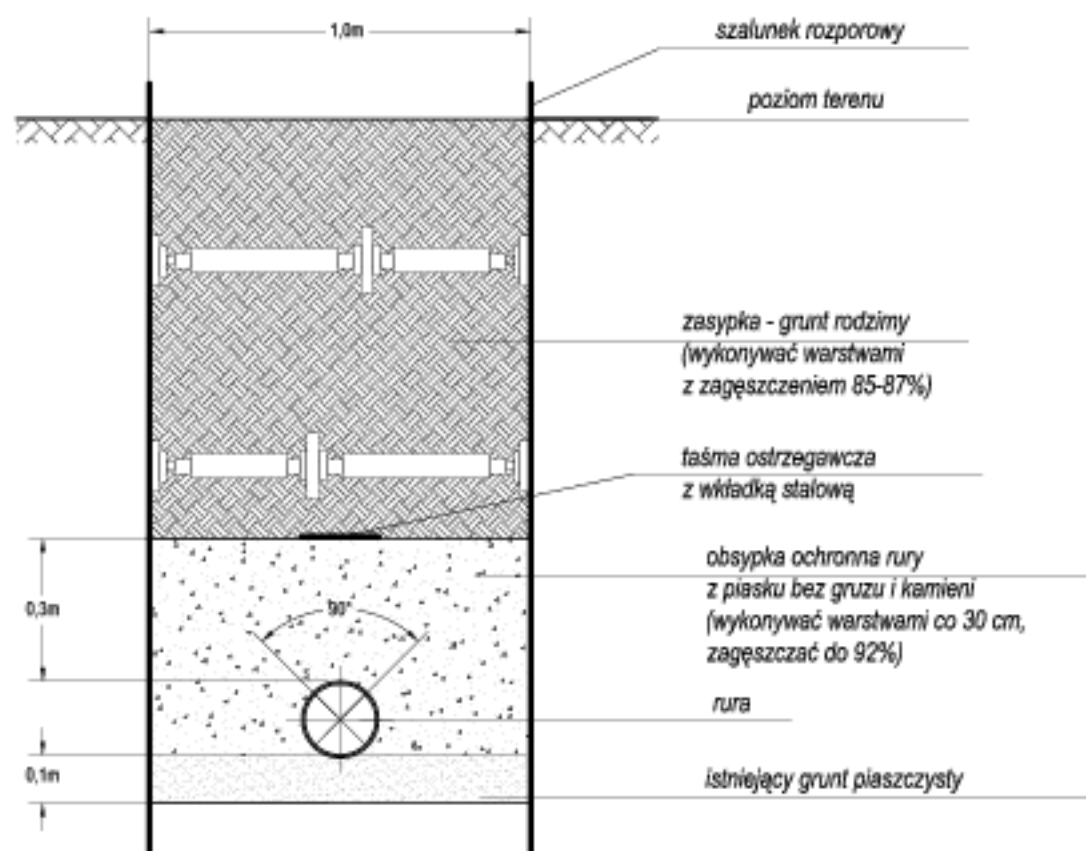 1,0m
szalunek rozporowy
poziom terenu
zasypka - grunt rodzimy
(wykonywać warstwami
z zagęszczeniem 85-87%)
taśma ostrzegawcza
z wkładką stalową
obsypka ochronna rury
z piasku bez gruzu i kamieni
(wykonywać warstwami co 30 cm,
zagęszczać do 92%)
0,3m
90°
rura
0,1m
istniejący grunt piaszczysty